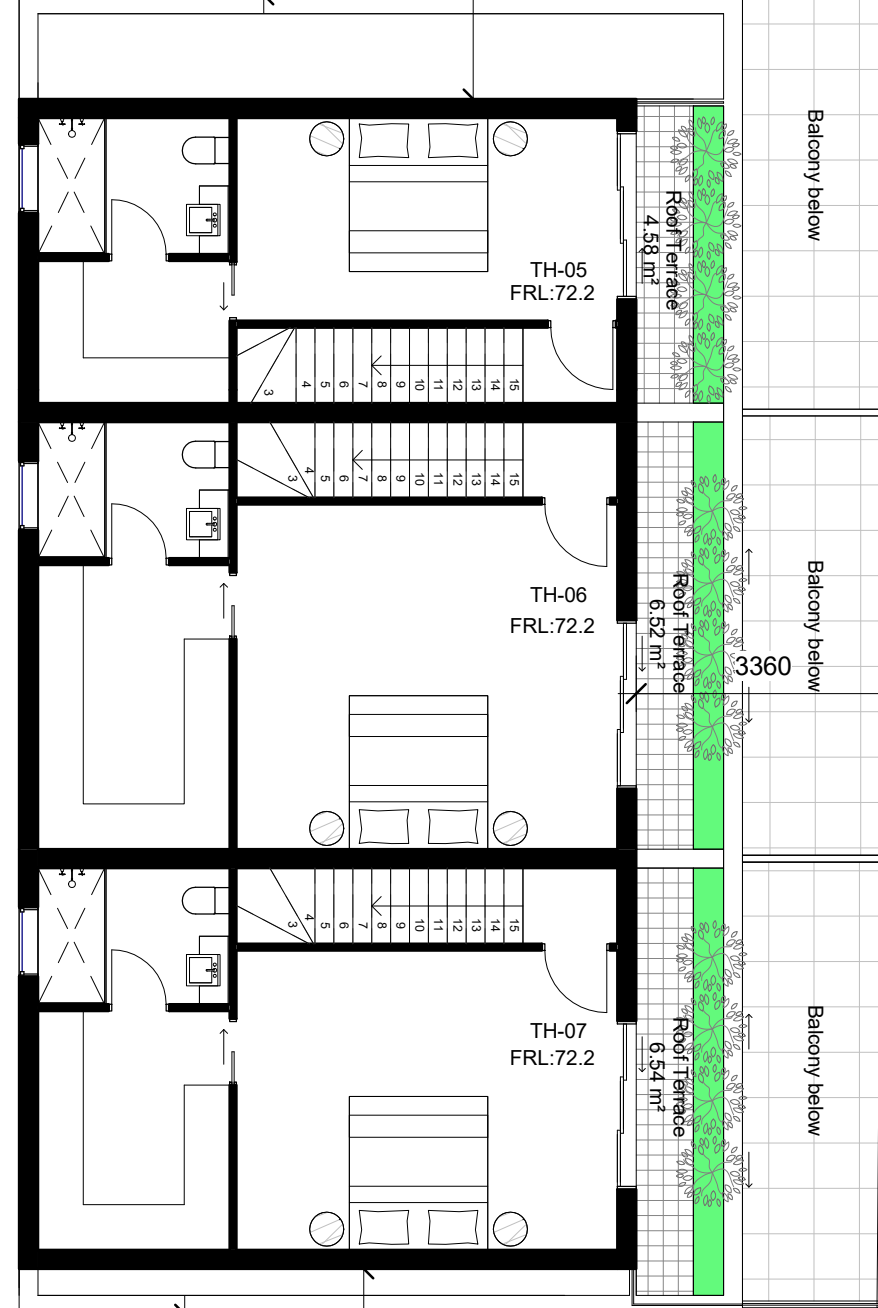 Balcony below
Roof Terrace
4.58 m²
TH-05
FRL:72.2
3
4
5
6
7
8
9
10
11
12
13
14
15
3
4
5
6
7
8
9
10
11
12
13
14
15
TH-06
FRL:72.2
Roof Terrace
6.52 m²
3360
Balcony below
3
4
5
6
7
8
9
10
11
12
13
14
15
TH-07
FRL:72.2
Roof Terrace
6.54 m²
Balcony below